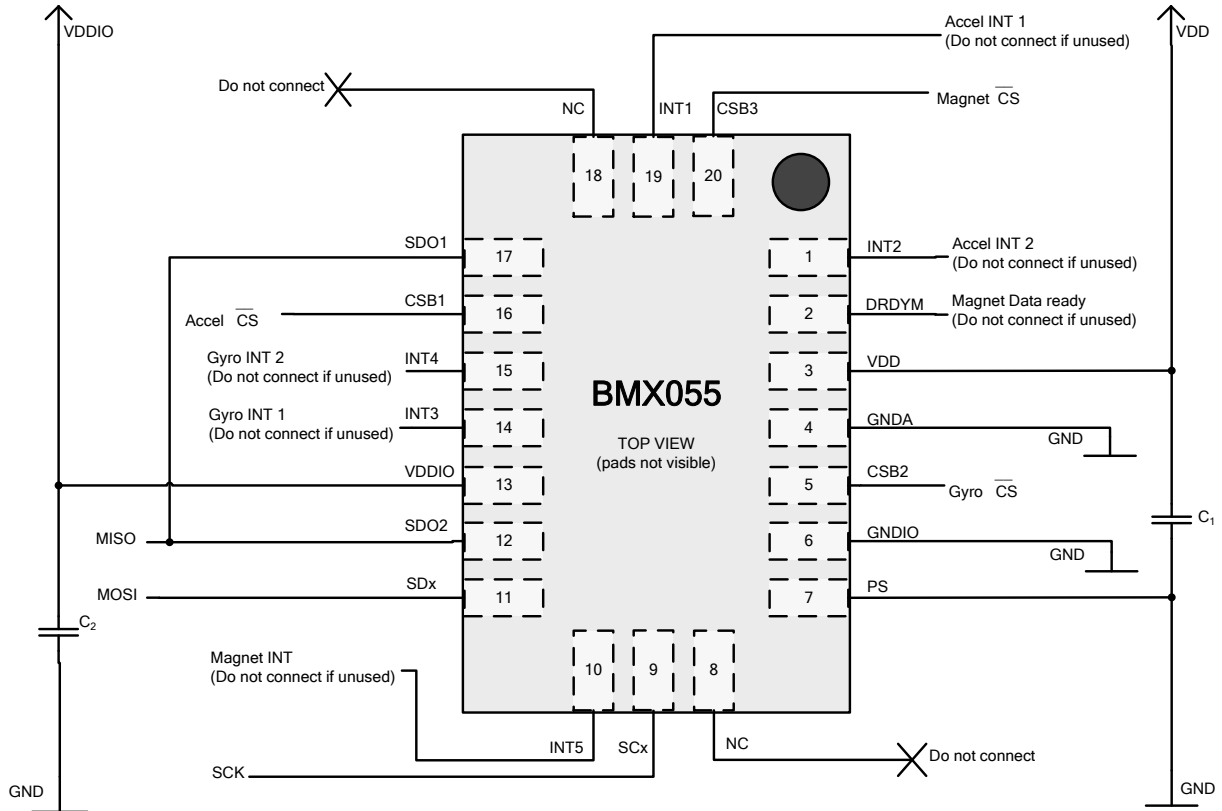 VDDIO
Accel INT 1
(Do not connect if unused)
VDD
Do not connect
NC
INT1
CSB3
Magnet CS
18
19
20
SDO1
17
1
INT2
Accel INT 2
(Do not connect if unused)
CSB1
Accel CS
16
2
DRDYM
Magnet Data ready
(Do not connect if unused)
Gyro INT 2
(Do not connect if unused)
INT4
15
3
VDD
BMX055
Gyro INT 1
(Do not connect if unused)
INT3
14
4
GNDA
GND
TOP VIEW
(pads not visible)
VDDIO
13
5
CSB2
Gyro CS
C1
MISO
SDO2
12
6
GNDIO
GND
MOSI
SDx
11
7
PS
C2
Magnet INT
(Do not connect if unused)
10
9
8
INT5
SCx
NC
Do not connect
SCK
GND
GND